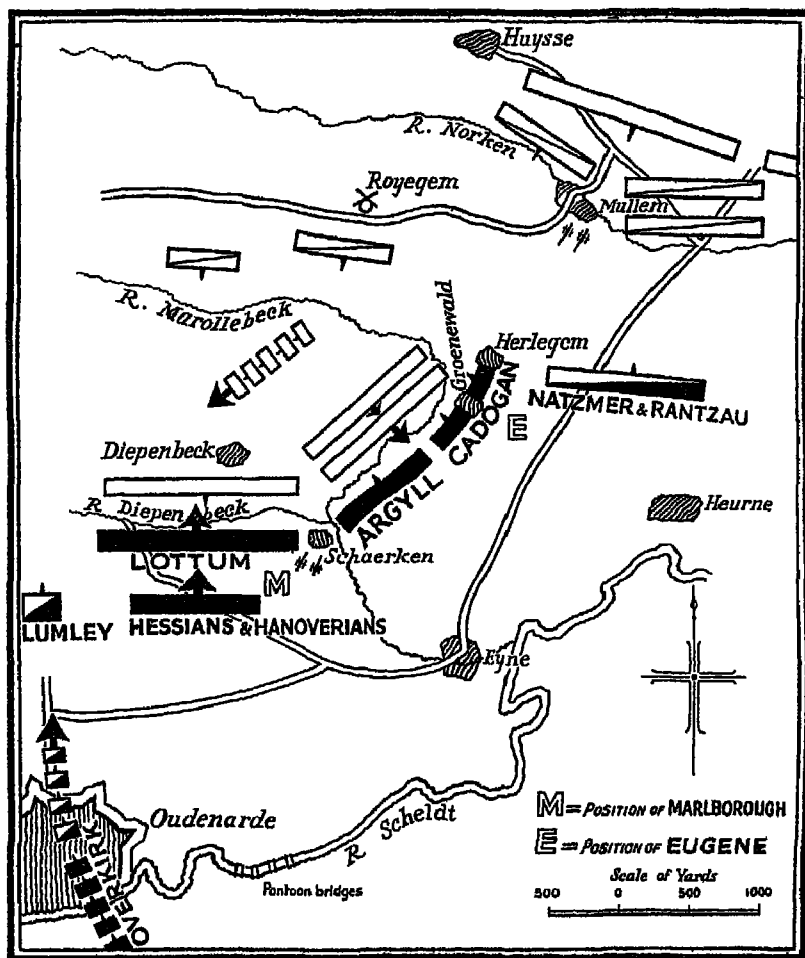 Huysse
R. Norken
Royegem
Mullem
R. Marollebeck
Groenewald
Herlegem
CADOGAN
NATZMER & RANTZAU
E
Diepenbeck
ARGYLL
Heurne
R. Diepenbeck
LOTTUM
Schaerken
M
LUMLEY
HESSIANS & HANOVERIANS
Eyne
Oudenarde
R Scheldt
Pontoon bridges
OVERKIRK
M = POSITION OF MARLBOROUGH
E = POSITION OF EUGENE
Scale of Yards
500 0 500 1000